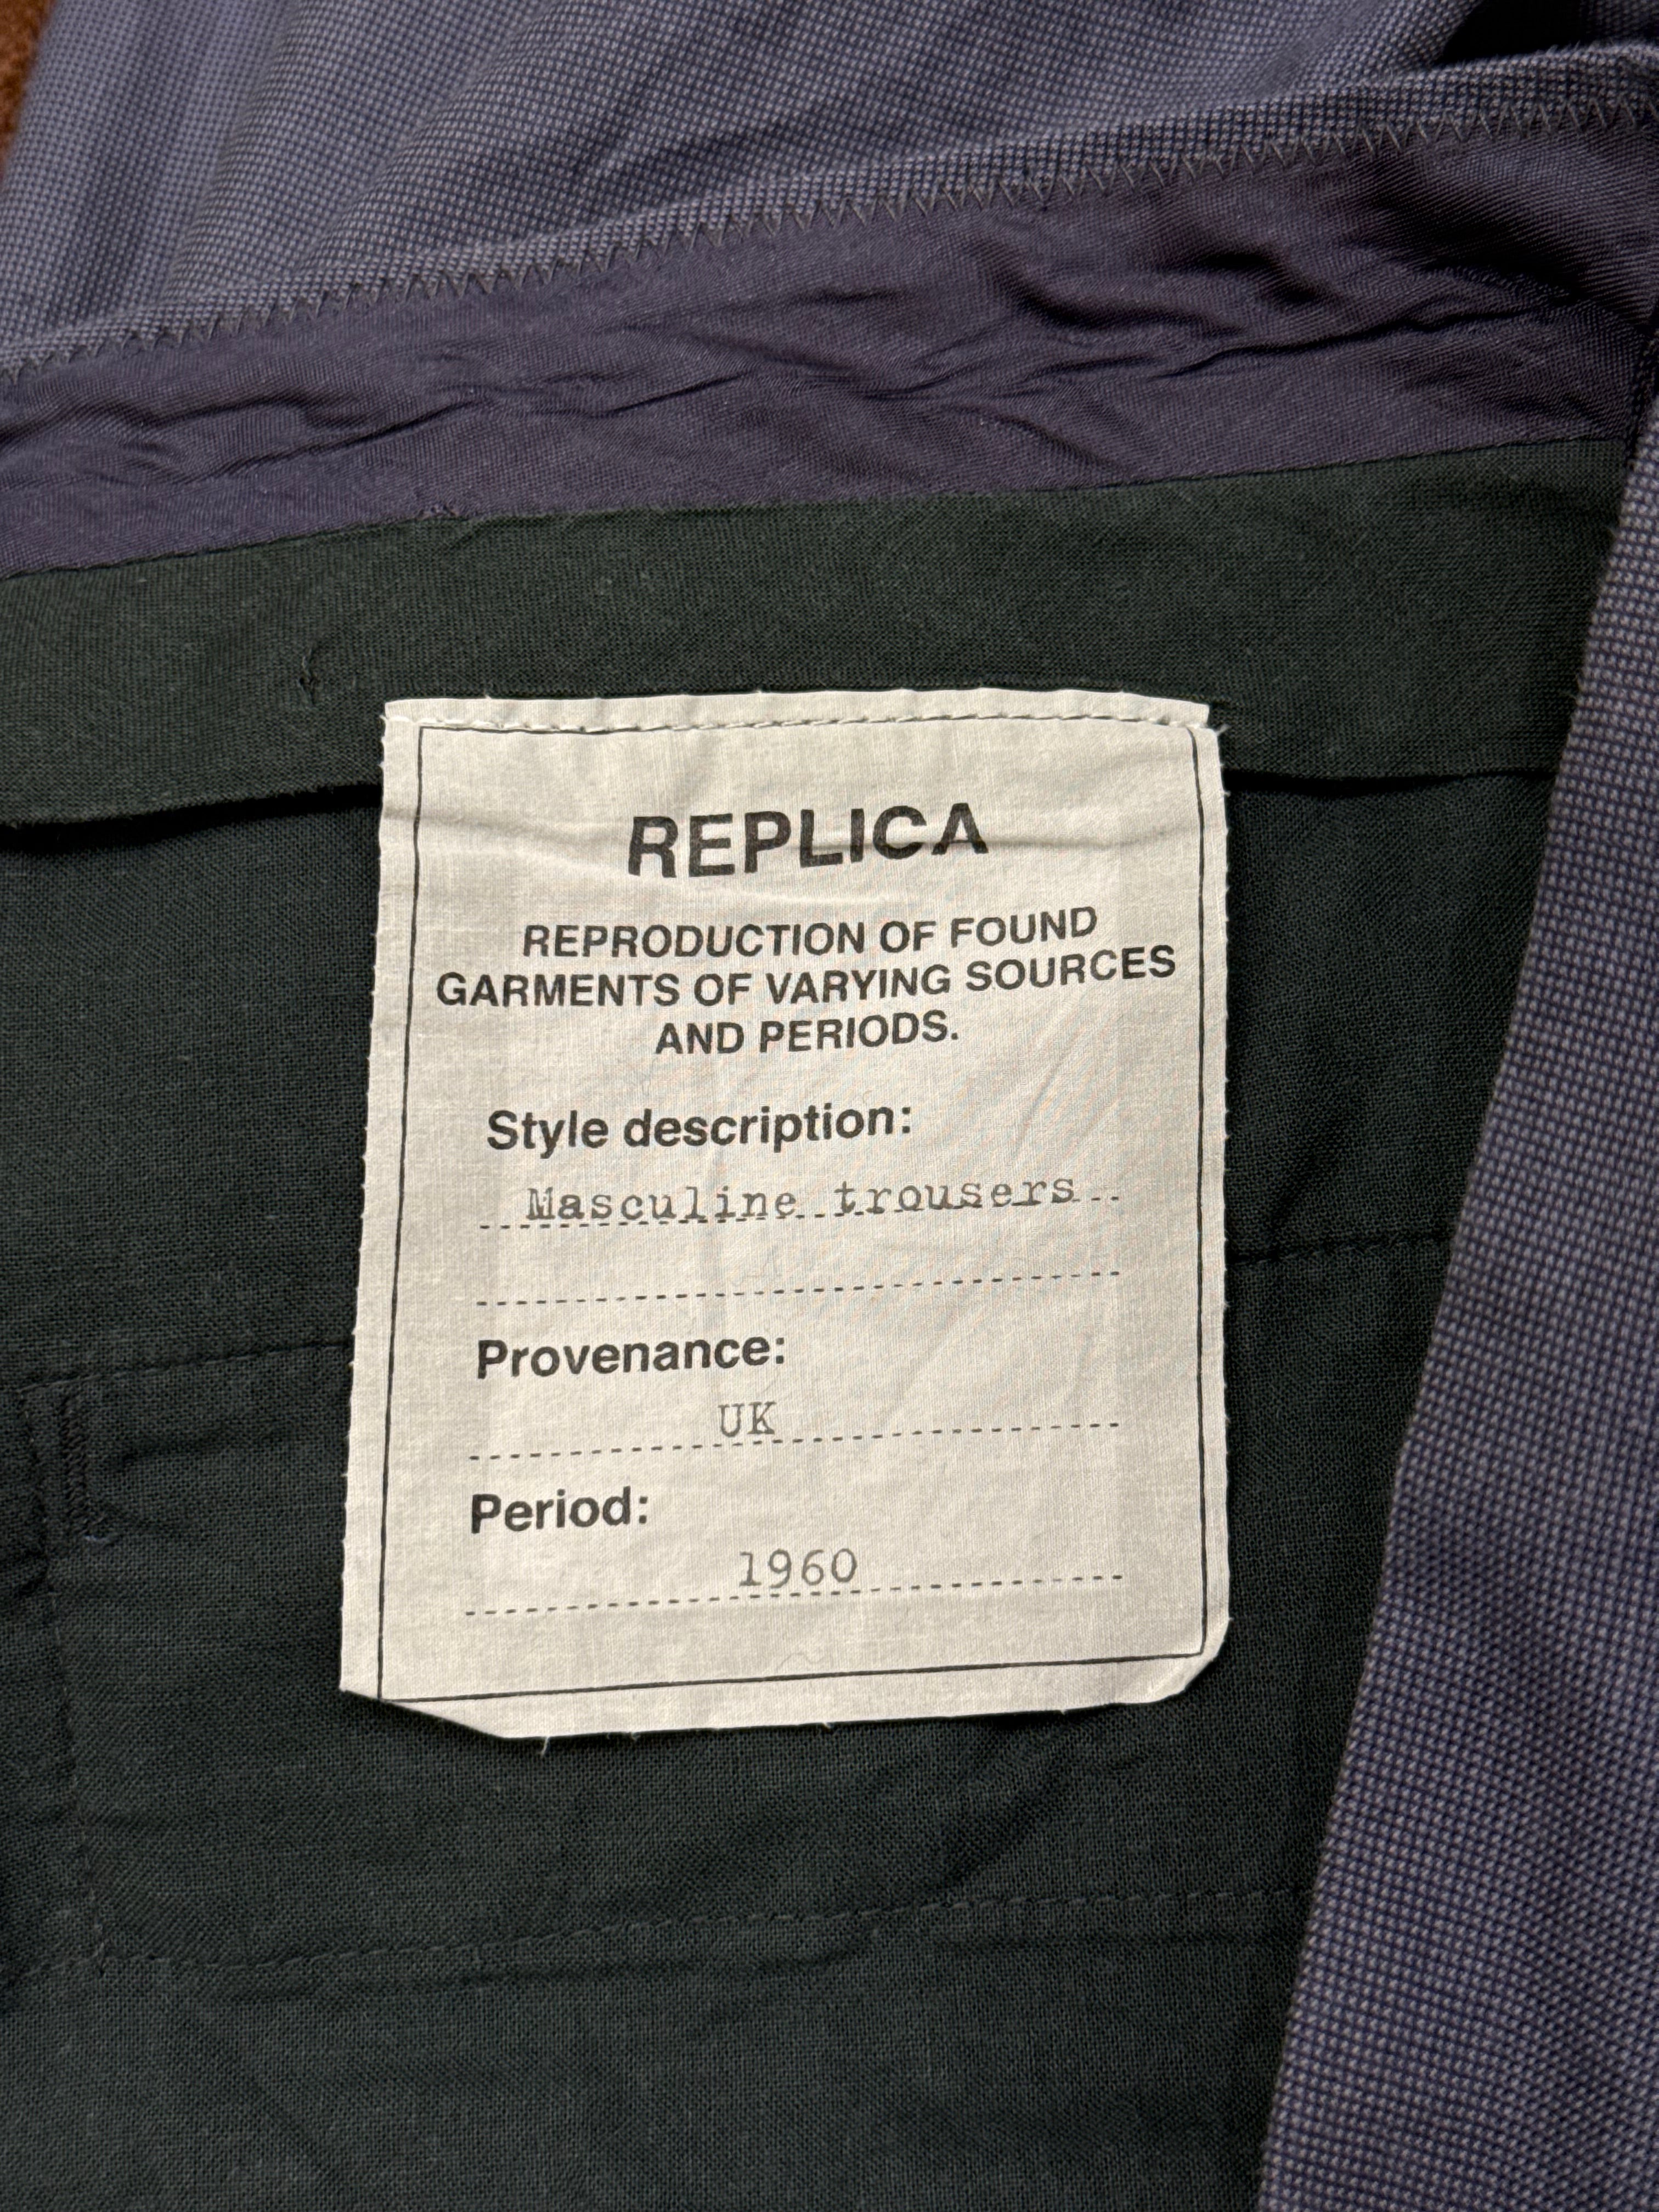 REPLICA
REPRODUCTION OF FOUND
GARMENTS OF VARYING SOURCES
AND PERIODS.
Style description:
Masculine trousers
Provenance:
UK
Period:
1960